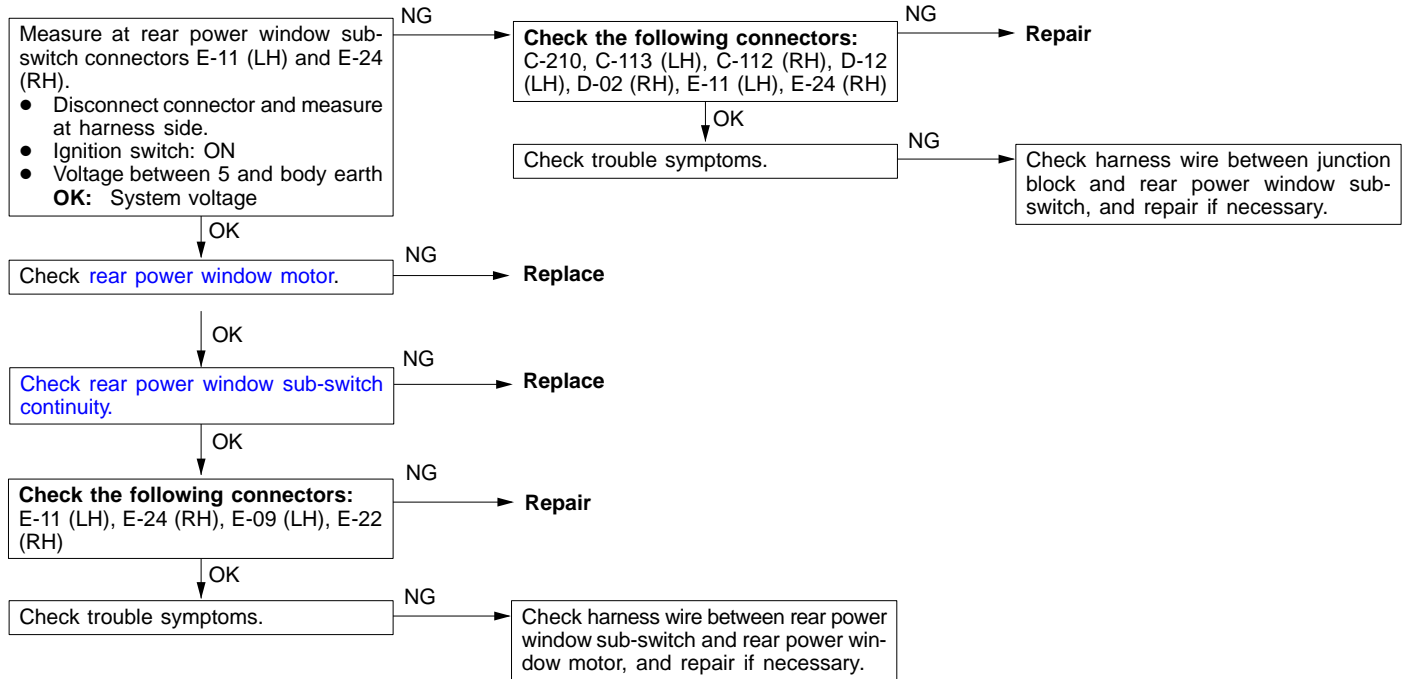 Measure at rear power window sub-
switch connectors E-11 (LH) and E-24
(RH).
● Disconnect connector and measure
at harness side.
● Ignition switch: ON
● Voltage between 5 and body earth
OK: System voltage
NG
Check the following connectors:
C-210, C-113 (LH), C-112 (RH), D-12
(LH), D-02 (RH), E-11 (LH), E-24 (RH)
NG
Repair
OK
Check trouble symptoms.
NG
Check harness wire between junction
block and rear power window sub-
switch, and repair if necessary.
OK
Check rear power window motor.
NG
Replace
OK
Check rear power window sub-switch
continuity.
NG
Replace
OK
Check the following connectors:
E-11 (LH), E-24 (RH), E-09 (LH), E-22
(RH)
NG
Repair
OK
Check trouble symptoms.
NG
Check harness wire between rear power
window sub-switch and rear power win-
dow motor, and repair if necessary.